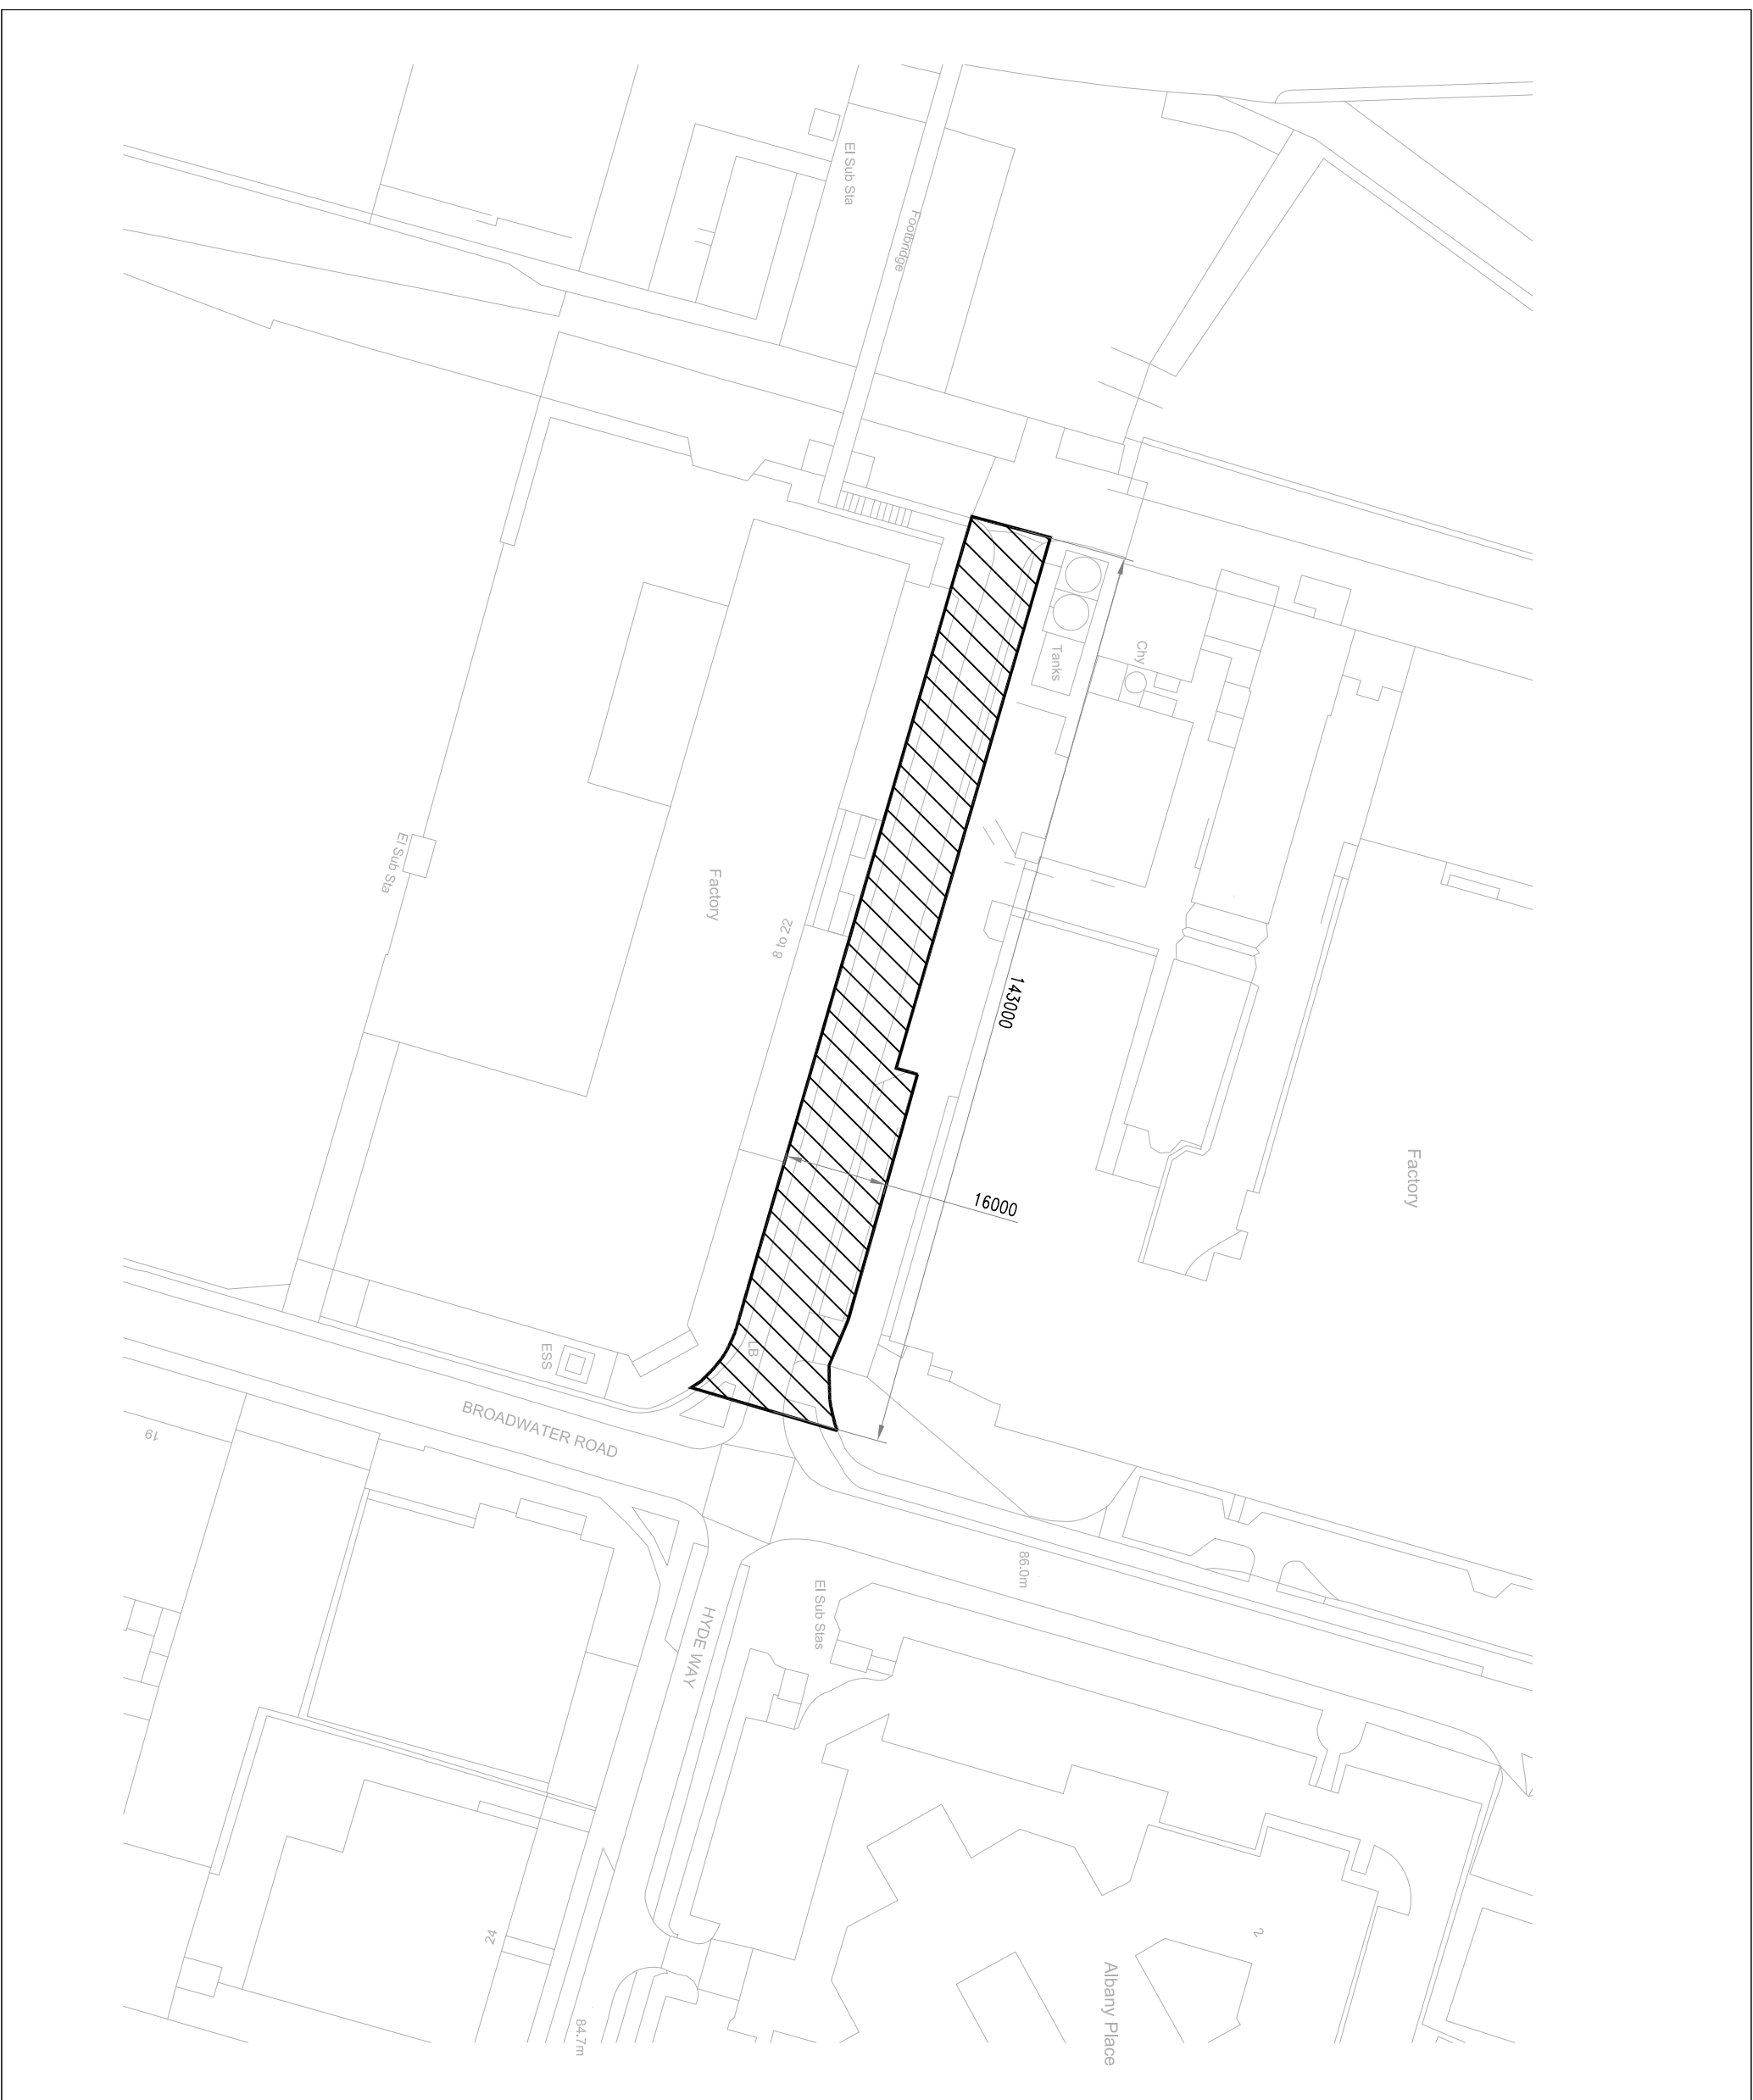 El Sub Sta
Footbridge
Tanks
Chy
El Sub Sta
Factory
8 to 22
143000
16000
Factory
LB
ESS
BROADWATER ROAD
19
86.0m
El Sub Stas
HYDE WAY
24
2
Albany Place
84.7m